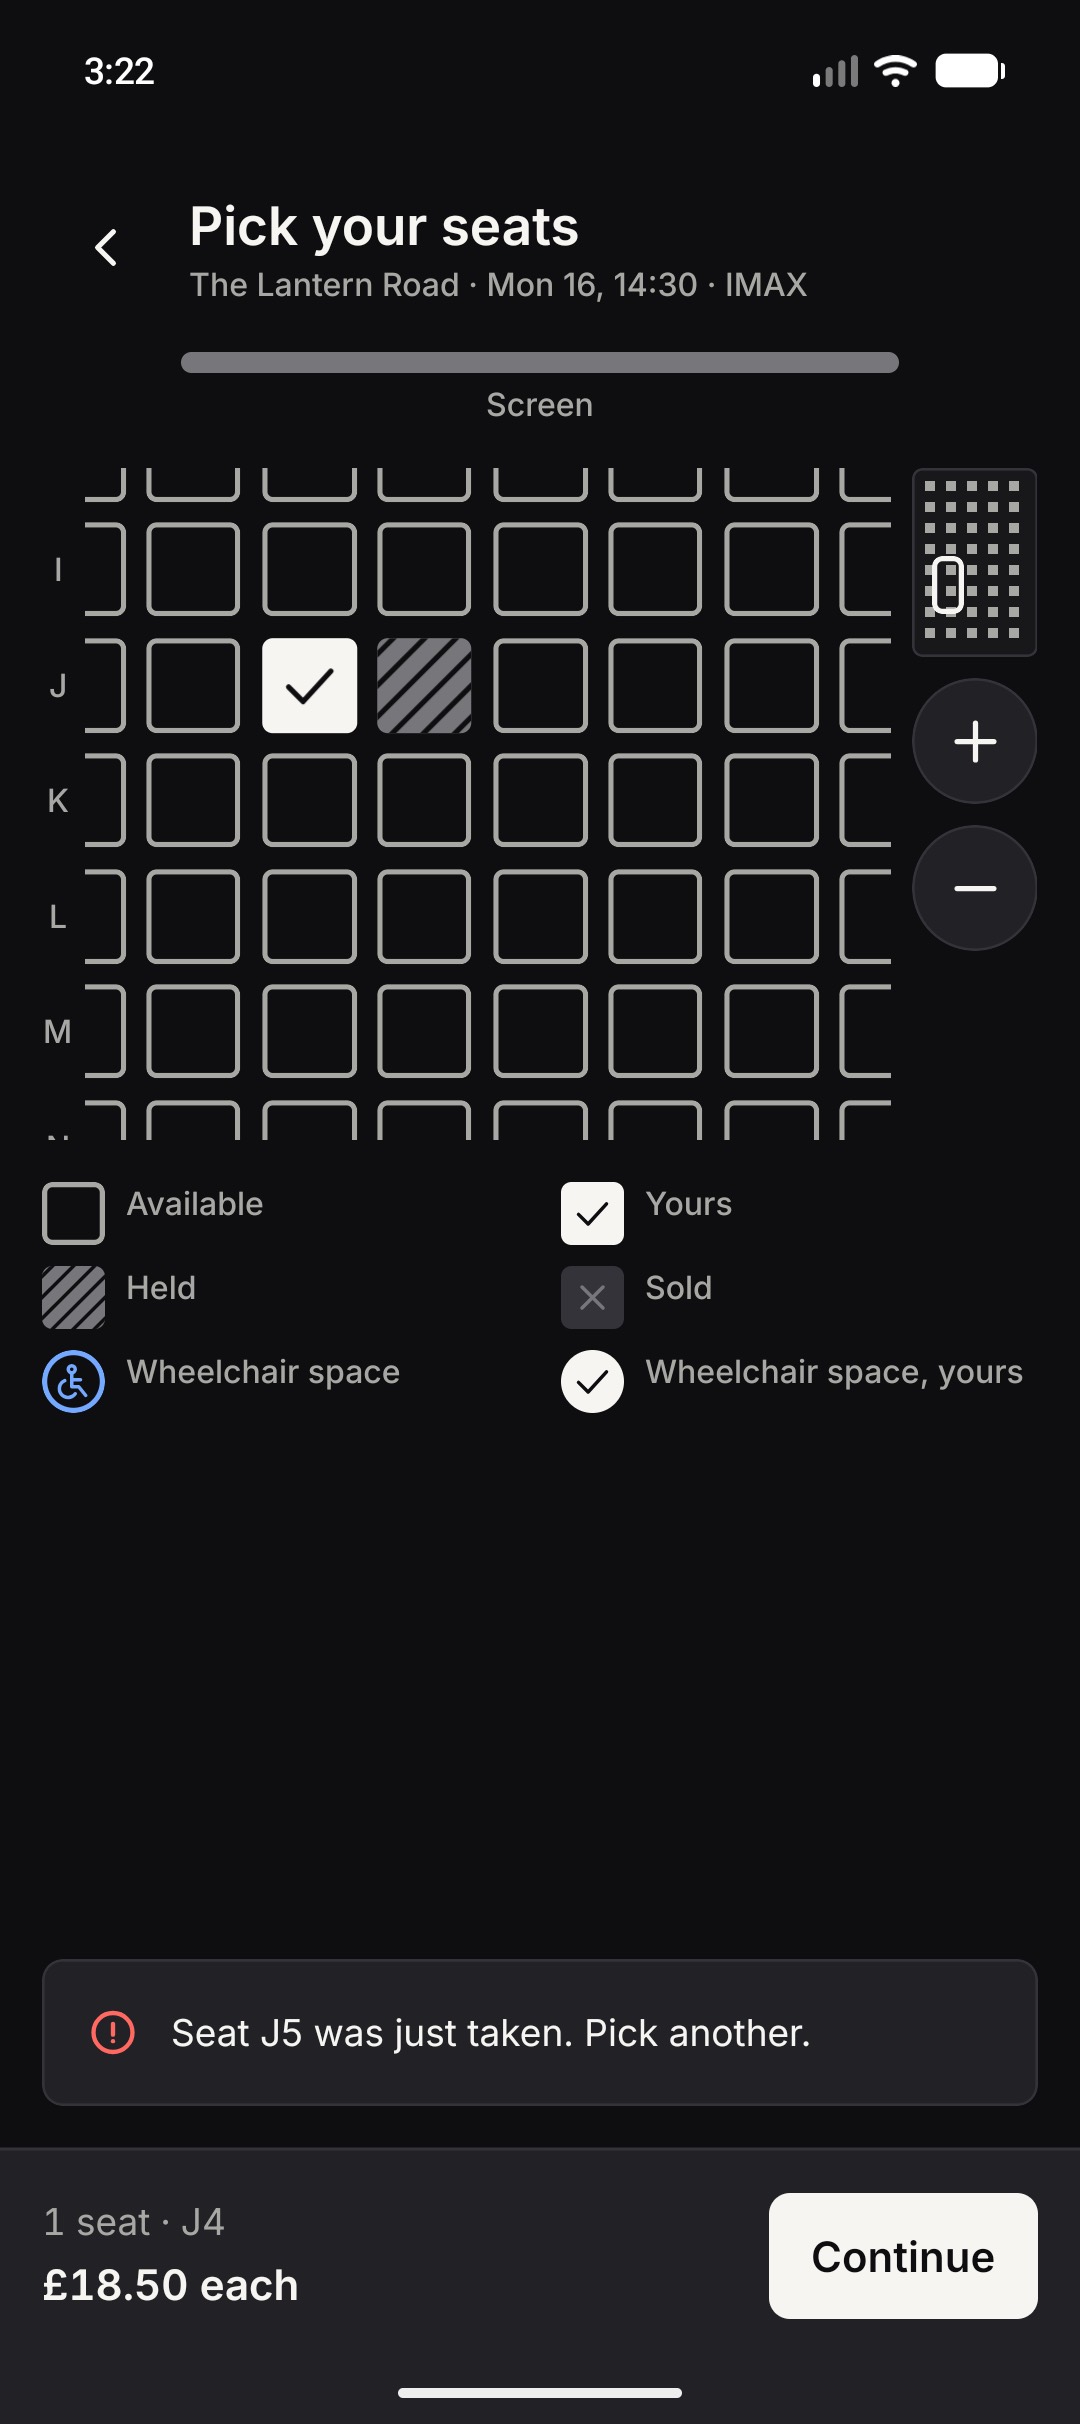 3:22
Pick your seats
The Lantern Road · Mon 16, 14:30 · IMAX
Screen
I
J
K
L
M
Available
Yours
Held
Sold
Wheelchair space
Wheelchair space, yours
Seat J5 was just taken. Pick another.
1 seat · J4
£18.50 each
Continue